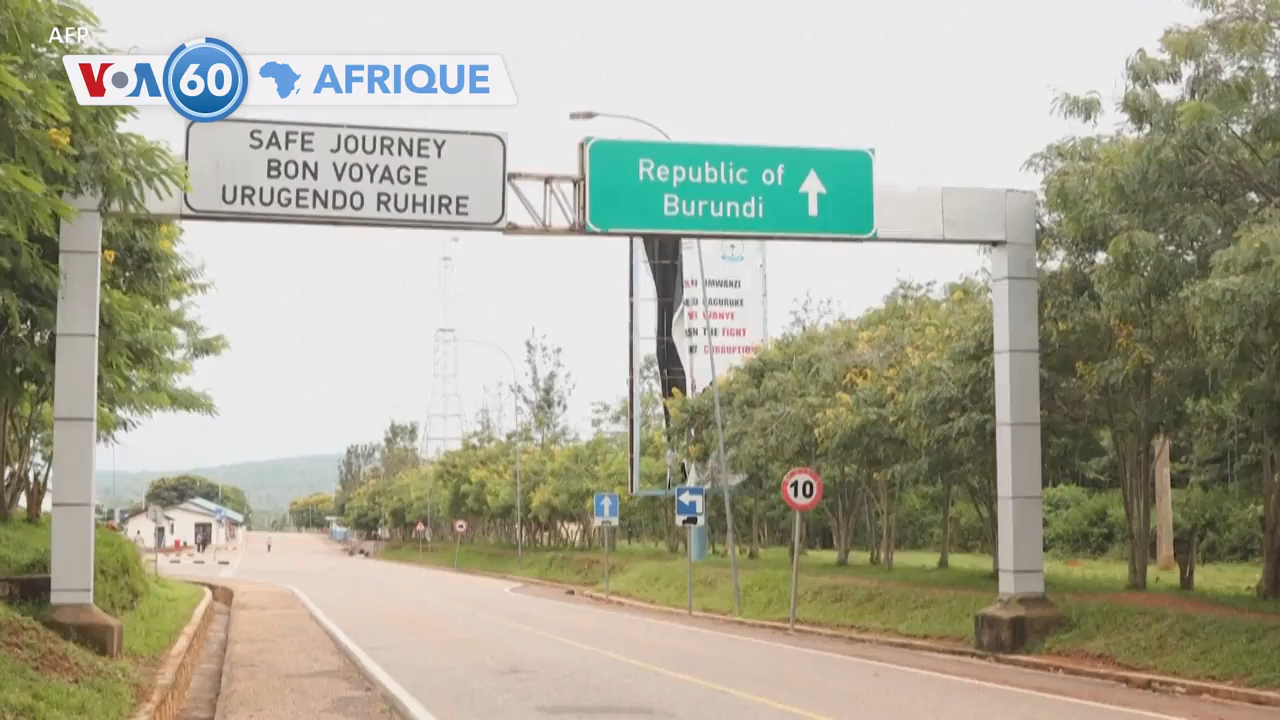 AFP
VOA 60 AFRIQUE
SAFE JOURNEY
BON VOYAGE
URUGENDO RUHIRE
Republic of
Burundi
THE FIGHT
CORRUPTION
10